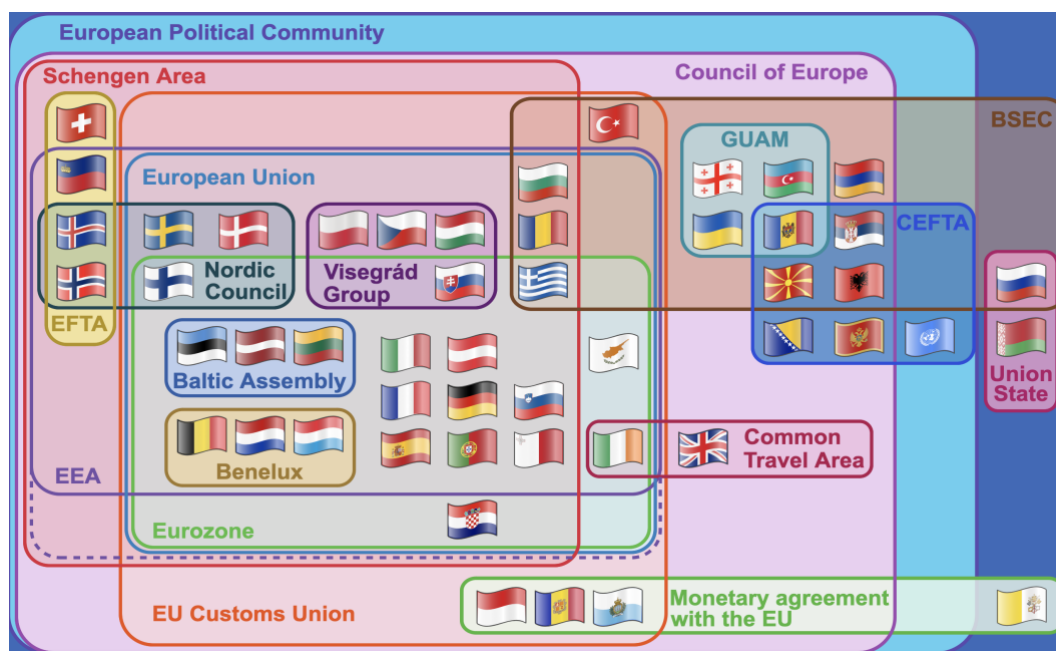 European Political Community
Schengen Area
Council of Europe
BSEC
GUAM
European Union
CEFTA
Nordic
Council
Visegrád
Group
EFTA
Baltic Assembly
Union
State
Benelux
Common
Travel Area
EEA
Eurozone
EU Customs Union
Monetary agreement
with the EU